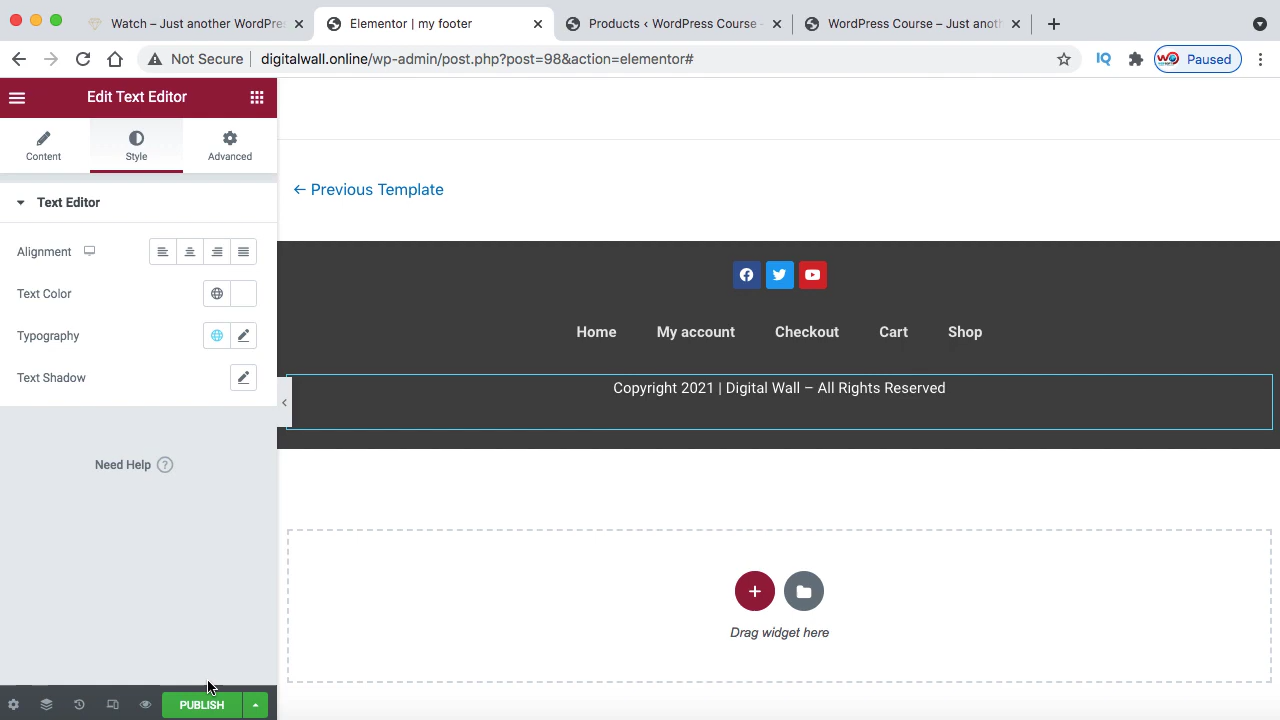 Watch – Just another WordPres
Elementor | my footer
Products ‹ WordPress Course –
WordPress Course – Just anoth
Not Secure
digitalwall.online/wp-admin/post.php?post=98&action=elementor#
IQ
Paused
Edit Text Editor
Content
Style
Advanced
Text Editor
Alignment
Text Color
Typography
Text Shadow
Need Help ?
PUBLISH
← Previous Template
Home My account Checkout Cart Shop
Copyright 2021 | Digital Wall – All Rights Reserved
Drag widget here